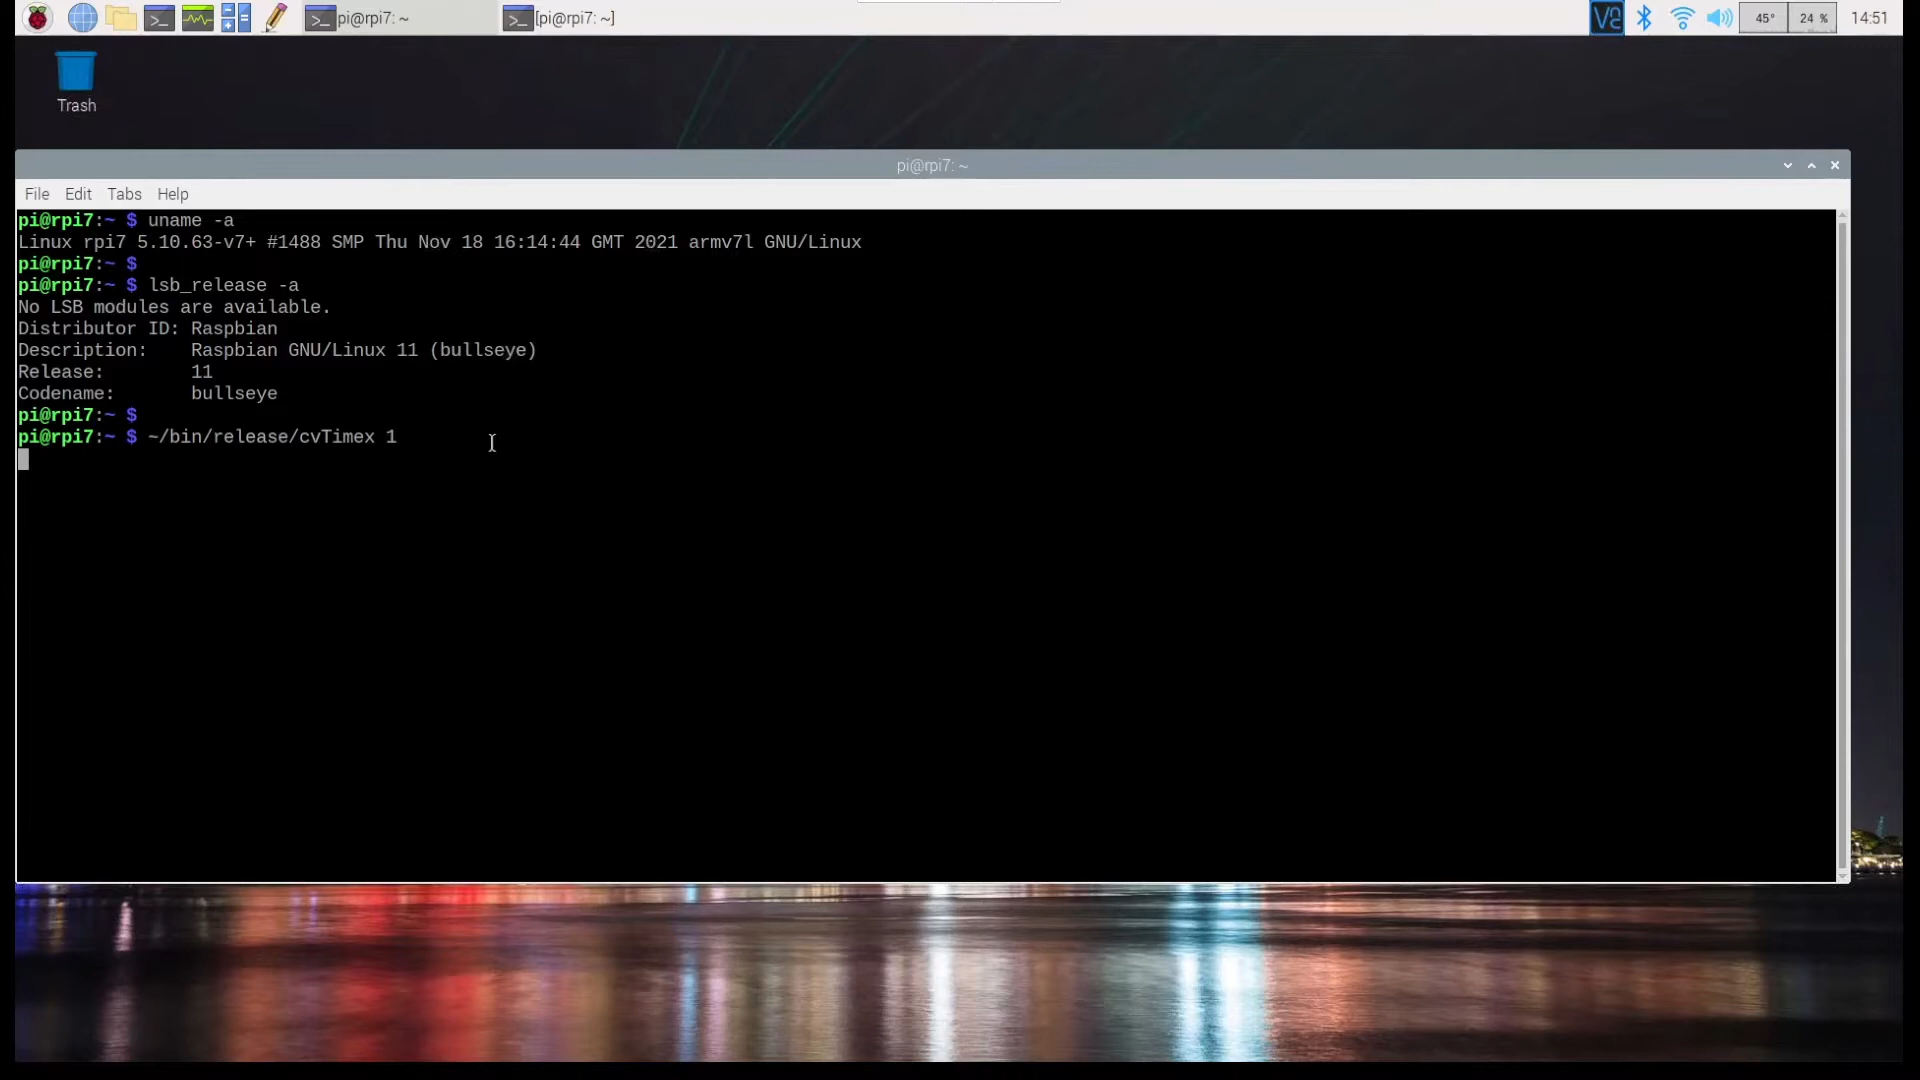 pi@rpi7: ~
[pi@rpi7: ~]
45°
24 %
14:51
Trash
pi@rpi7: ~
File Edit Tabs Help
pi@rpi7:~ $ uname -a
Linux rpi7 5.10.63-v7+ #1488 SMP Thu Nov 18 16:14:44 GMT 2021 armv7l GNU/Linux
pi@rpi7:~ $
pi@rpi7:~ $ lsb_release -a
No LSB modules are available.
Distributor ID: Raspbian
Description:    Raspbian GNU/Linux 11 (bullseye)
Release:        11
Codename:       bullseye
pi@rpi7:~ $
pi@rpi7:~ $ ~/bin/release/cvTimex 1